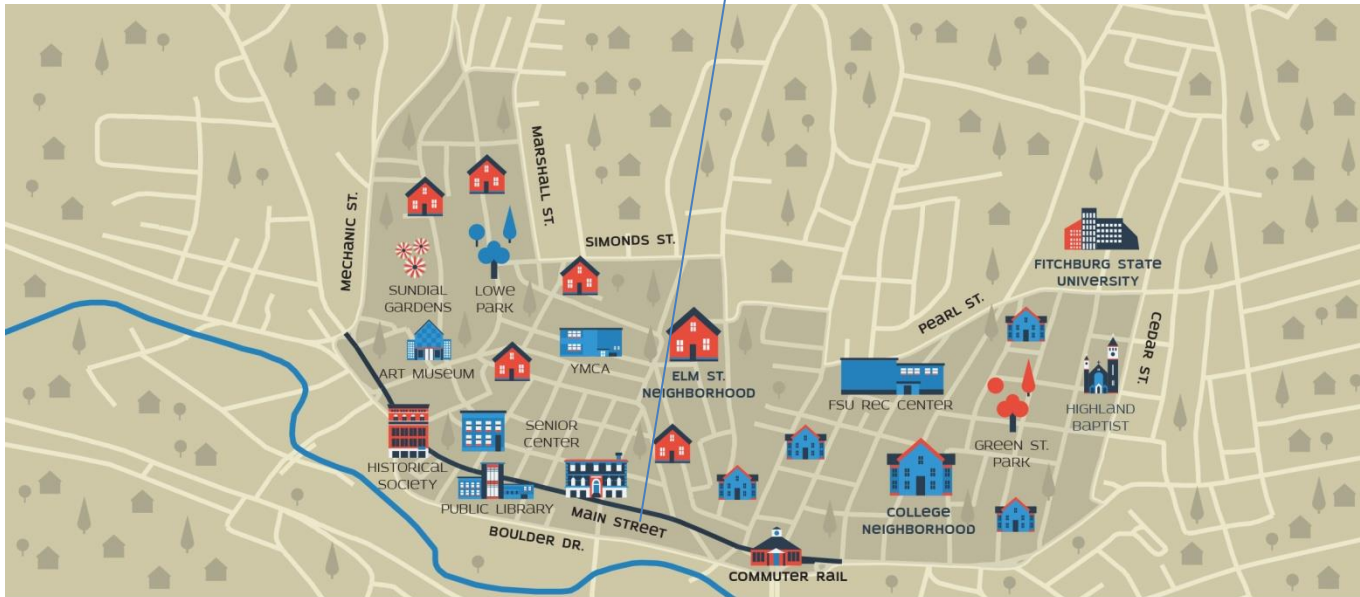 MECHANIC ST.
MARSHALL ST.
SIMONDS ST.
SUNDIAL
GARDENS
LOWE
PARK
FITCHBURG STATE
UNIVERSITY
PEARL ST.
CEDAR ST.
ART MUSEUM
YMCA
ELM ST.
NEIGHBORHOOD
FSU REC CENTER
HIGHLAND
BAPTIST
SENIOR
CENTER
GREEN ST.
PARK
HISTORICAL
SOCIETY
PUBLIC LIBRARY
MAIN STREET
COLLEGE
NEIGHBORHOOD
BOULDER DR.
COMMUTER RAIL